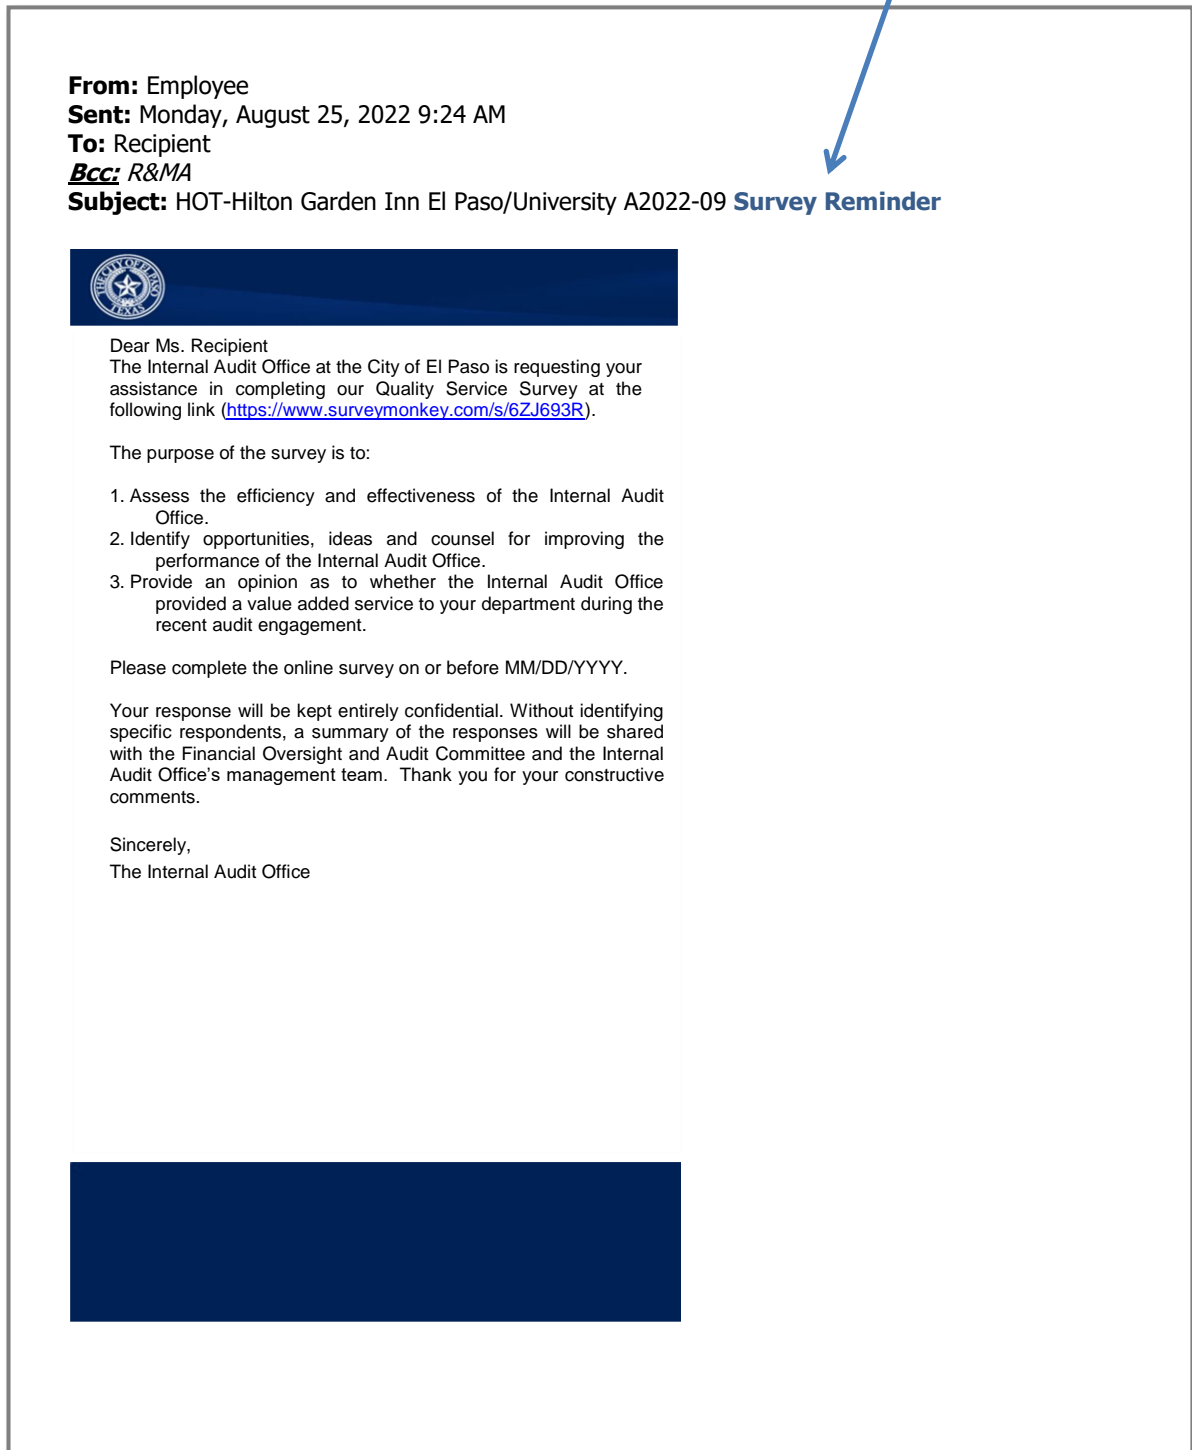 From: Employee
Sent: Monday, August 25, 2022 9:24 AM
To: Recipient
Bcc: R&MA
Subject: HOT-Hilton Garden Inn El Paso/University A2022-09 Survey Reminder
THE CITY OF EL PASO
TEXAS
Dear Ms. Recipient
The Internal Audit Office at the City of El Paso is requesting your
assistance in completing our Quality Service Survey at the
following link (https://www.surveymonkey.com/s/6ZJ693R).
The purpose of the survey is to:
1. Assess the efficiency and effectiveness of the Internal Audit
Office.
2. Identify opportunities, ideas and counsel for improving the
performance of the Internal Audit Office.
3. Provide an opinion as to whether the Internal Audit Office
provided a value added service to your department during the
recent audit engagement.
Please complete the online survey on or before MM/DD/YYYY.
Your response will be kept entirely confidential. Without identifying
specific respondents, a summary of the responses will be shared
with the Financial Oversight and Audit Committee and the Internal
Audit Office’s management team.  Thank you for your constructive
comments.
Sincerely,
The Internal Audit Office